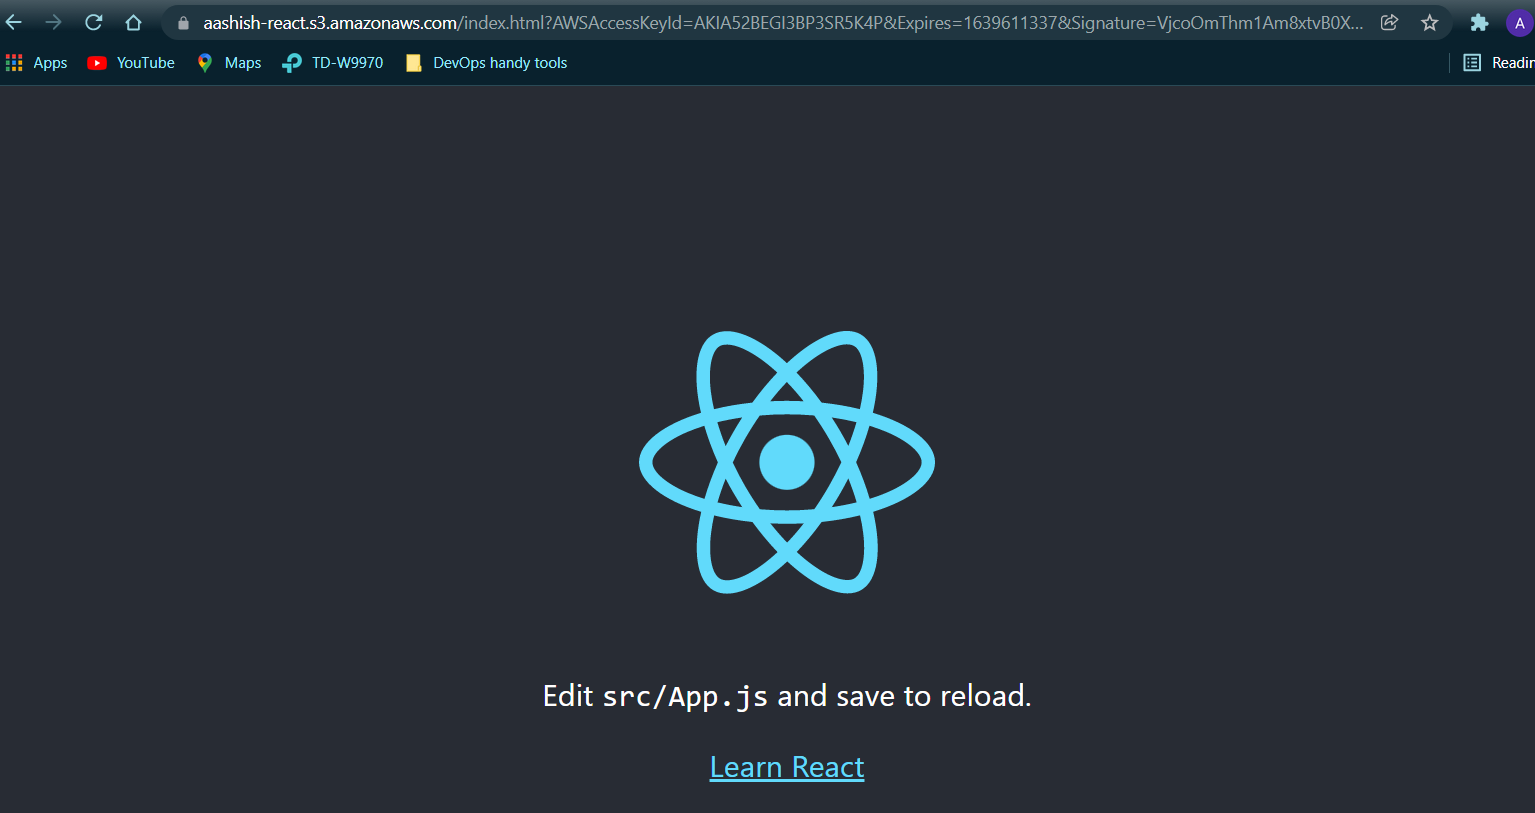 aashish-react.s3.amazonaws.com/index.html?AWSAccessKeyId=AKIA52BEGI3BP3SR5K4P&Expires=1639611337&Signature=VjcoOmThm1Am8xtvB0X...
A
Apps YouTube Maps TD-W9970 DevOps handy tools Readin
Edit src/App.js and save to reload.
Learn React